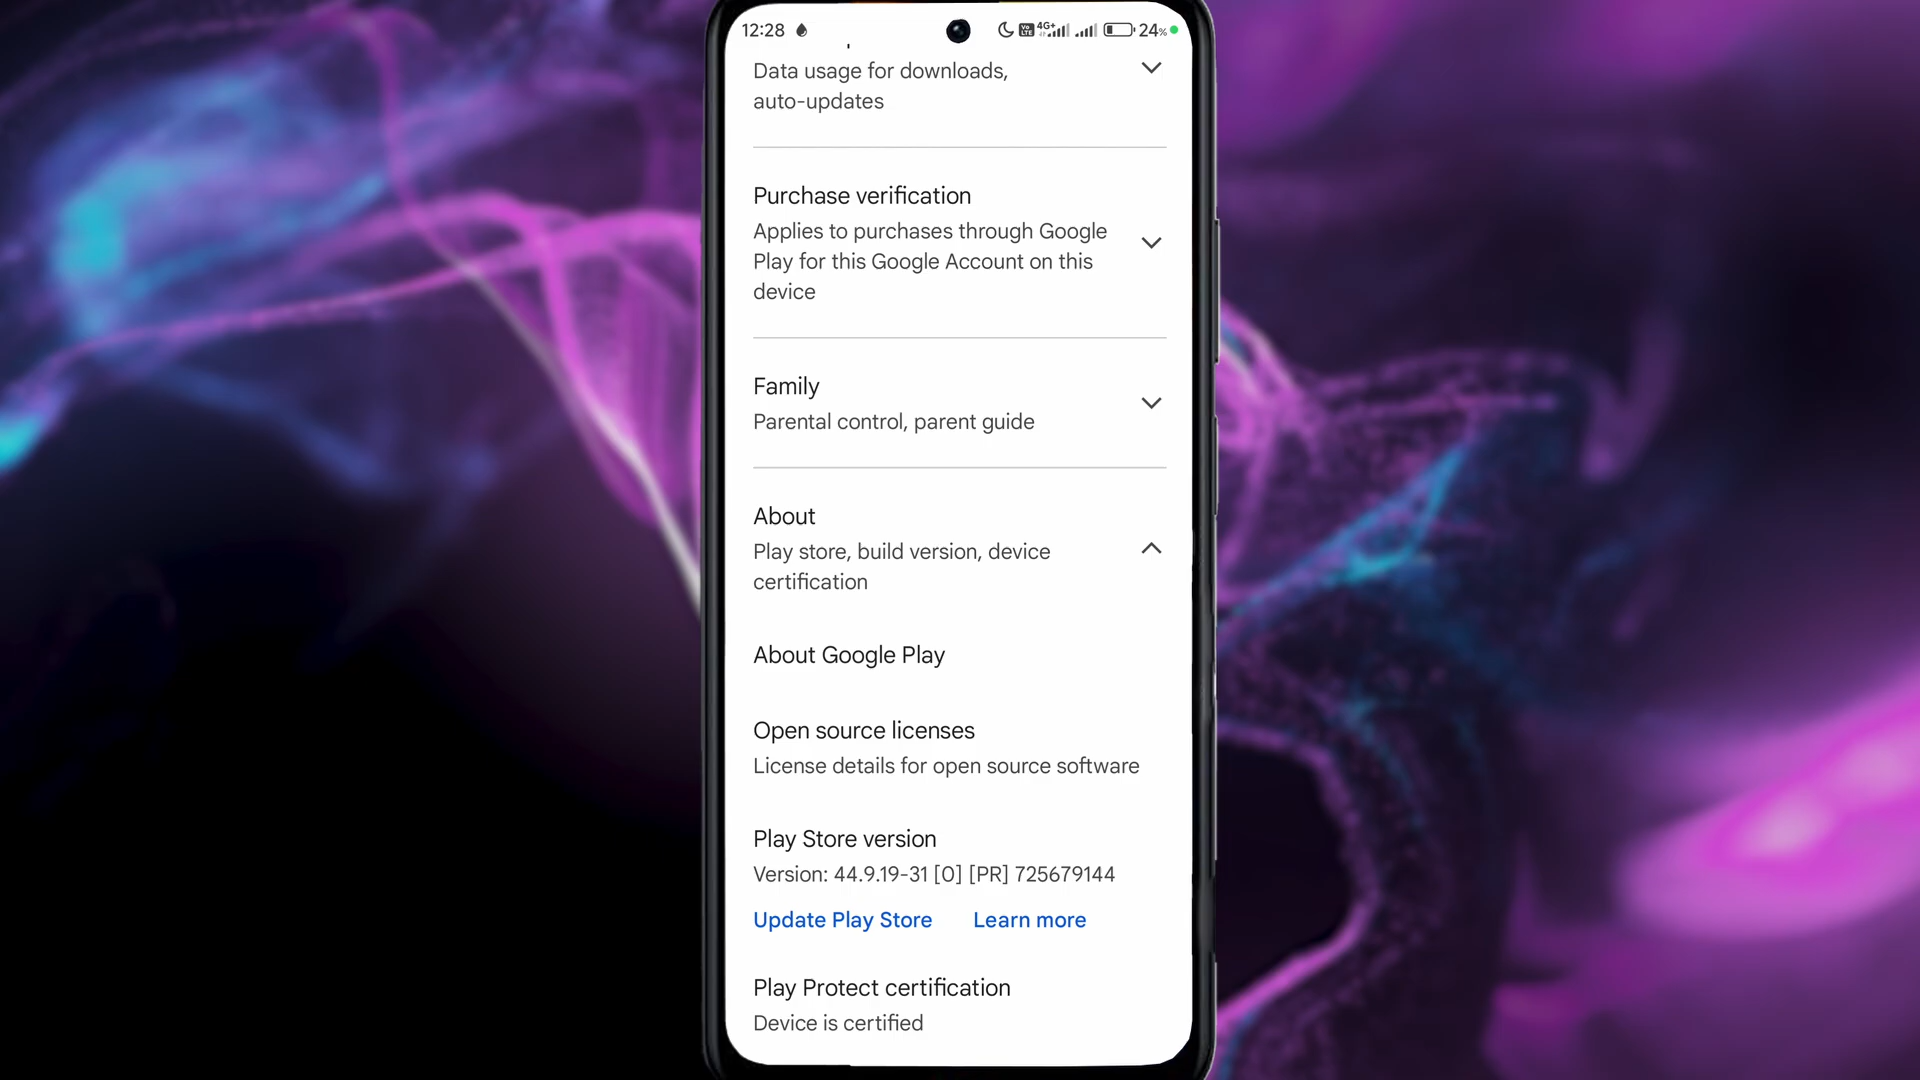 12:28 4G+ 24%
Data usage for downloads,
auto-updates
Purchase verification
Applies to purchases through Google
Play for this Google Account on this
device
Family
Parental control, parent guide
About
Play store, build version, device
certification
About Google Play
Open source licenses
License details for open source software
Play Store version
Version: 44.9.19-31 [0] [PR] 725679144
Update Play Store Learn more
Play Protect certification
Device is certified